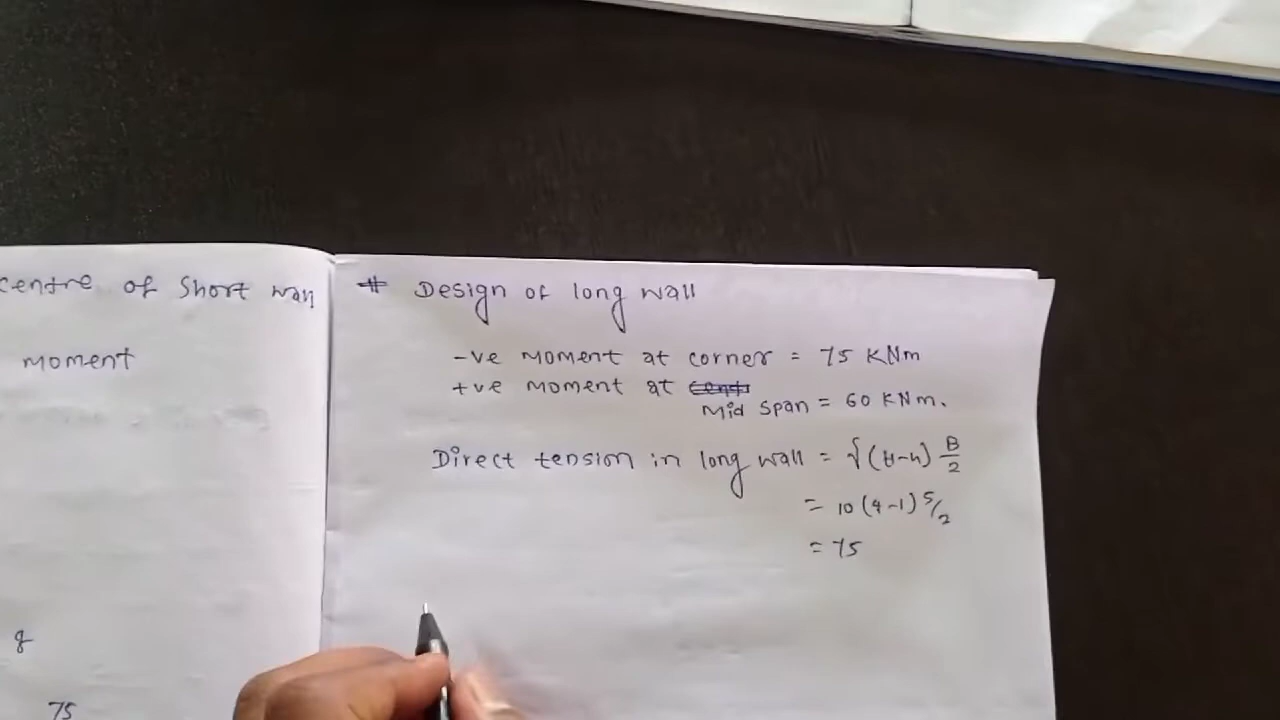 centre of short wall
moment
g
75
# Design of long wall
-ve moment at corner = 75 KNm
+ve moment at
Mid span = 60 KNm.
Direct tension in long wall = γ(H-h) B/2
= 10(4-1) 5/2
= 75